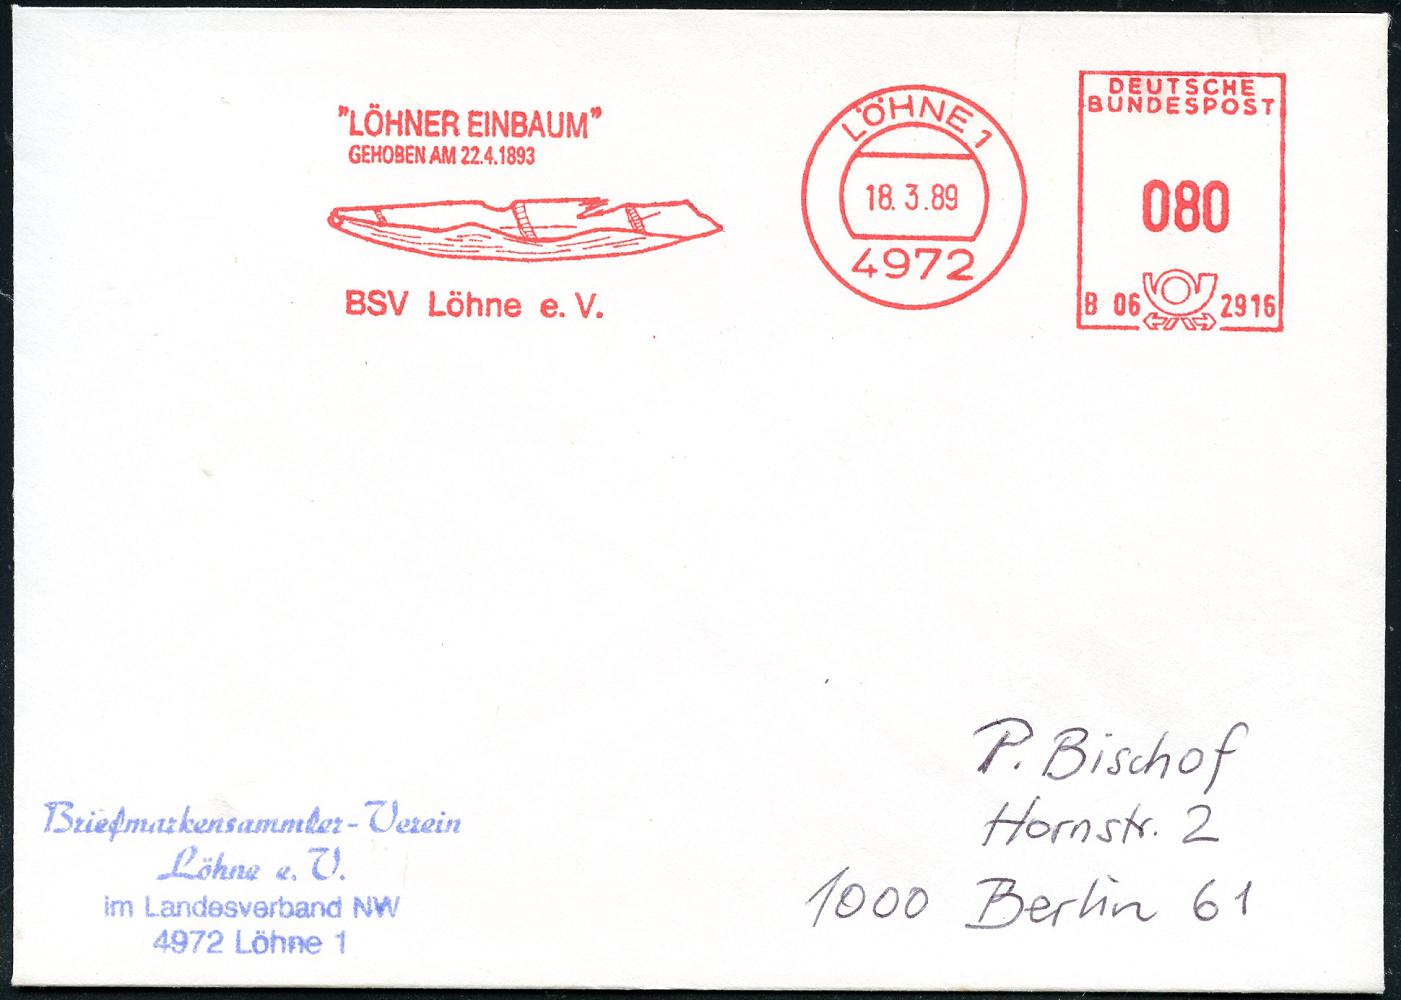 "LÖHNER EINBAUM"
GEHOBEN AM 22.4.1893
BSV Löhne e. V.
LÖHNE 1
18. 3.89
4972
DEUTSCHE
BUNDESPOST
080
B 06 2916
P. Bischof
Hornstr. 2
1000 Berlin 61
Briefmarkensammler-Verein
Löhne e. V.
im Landesverband NW
4972 Löhne 1